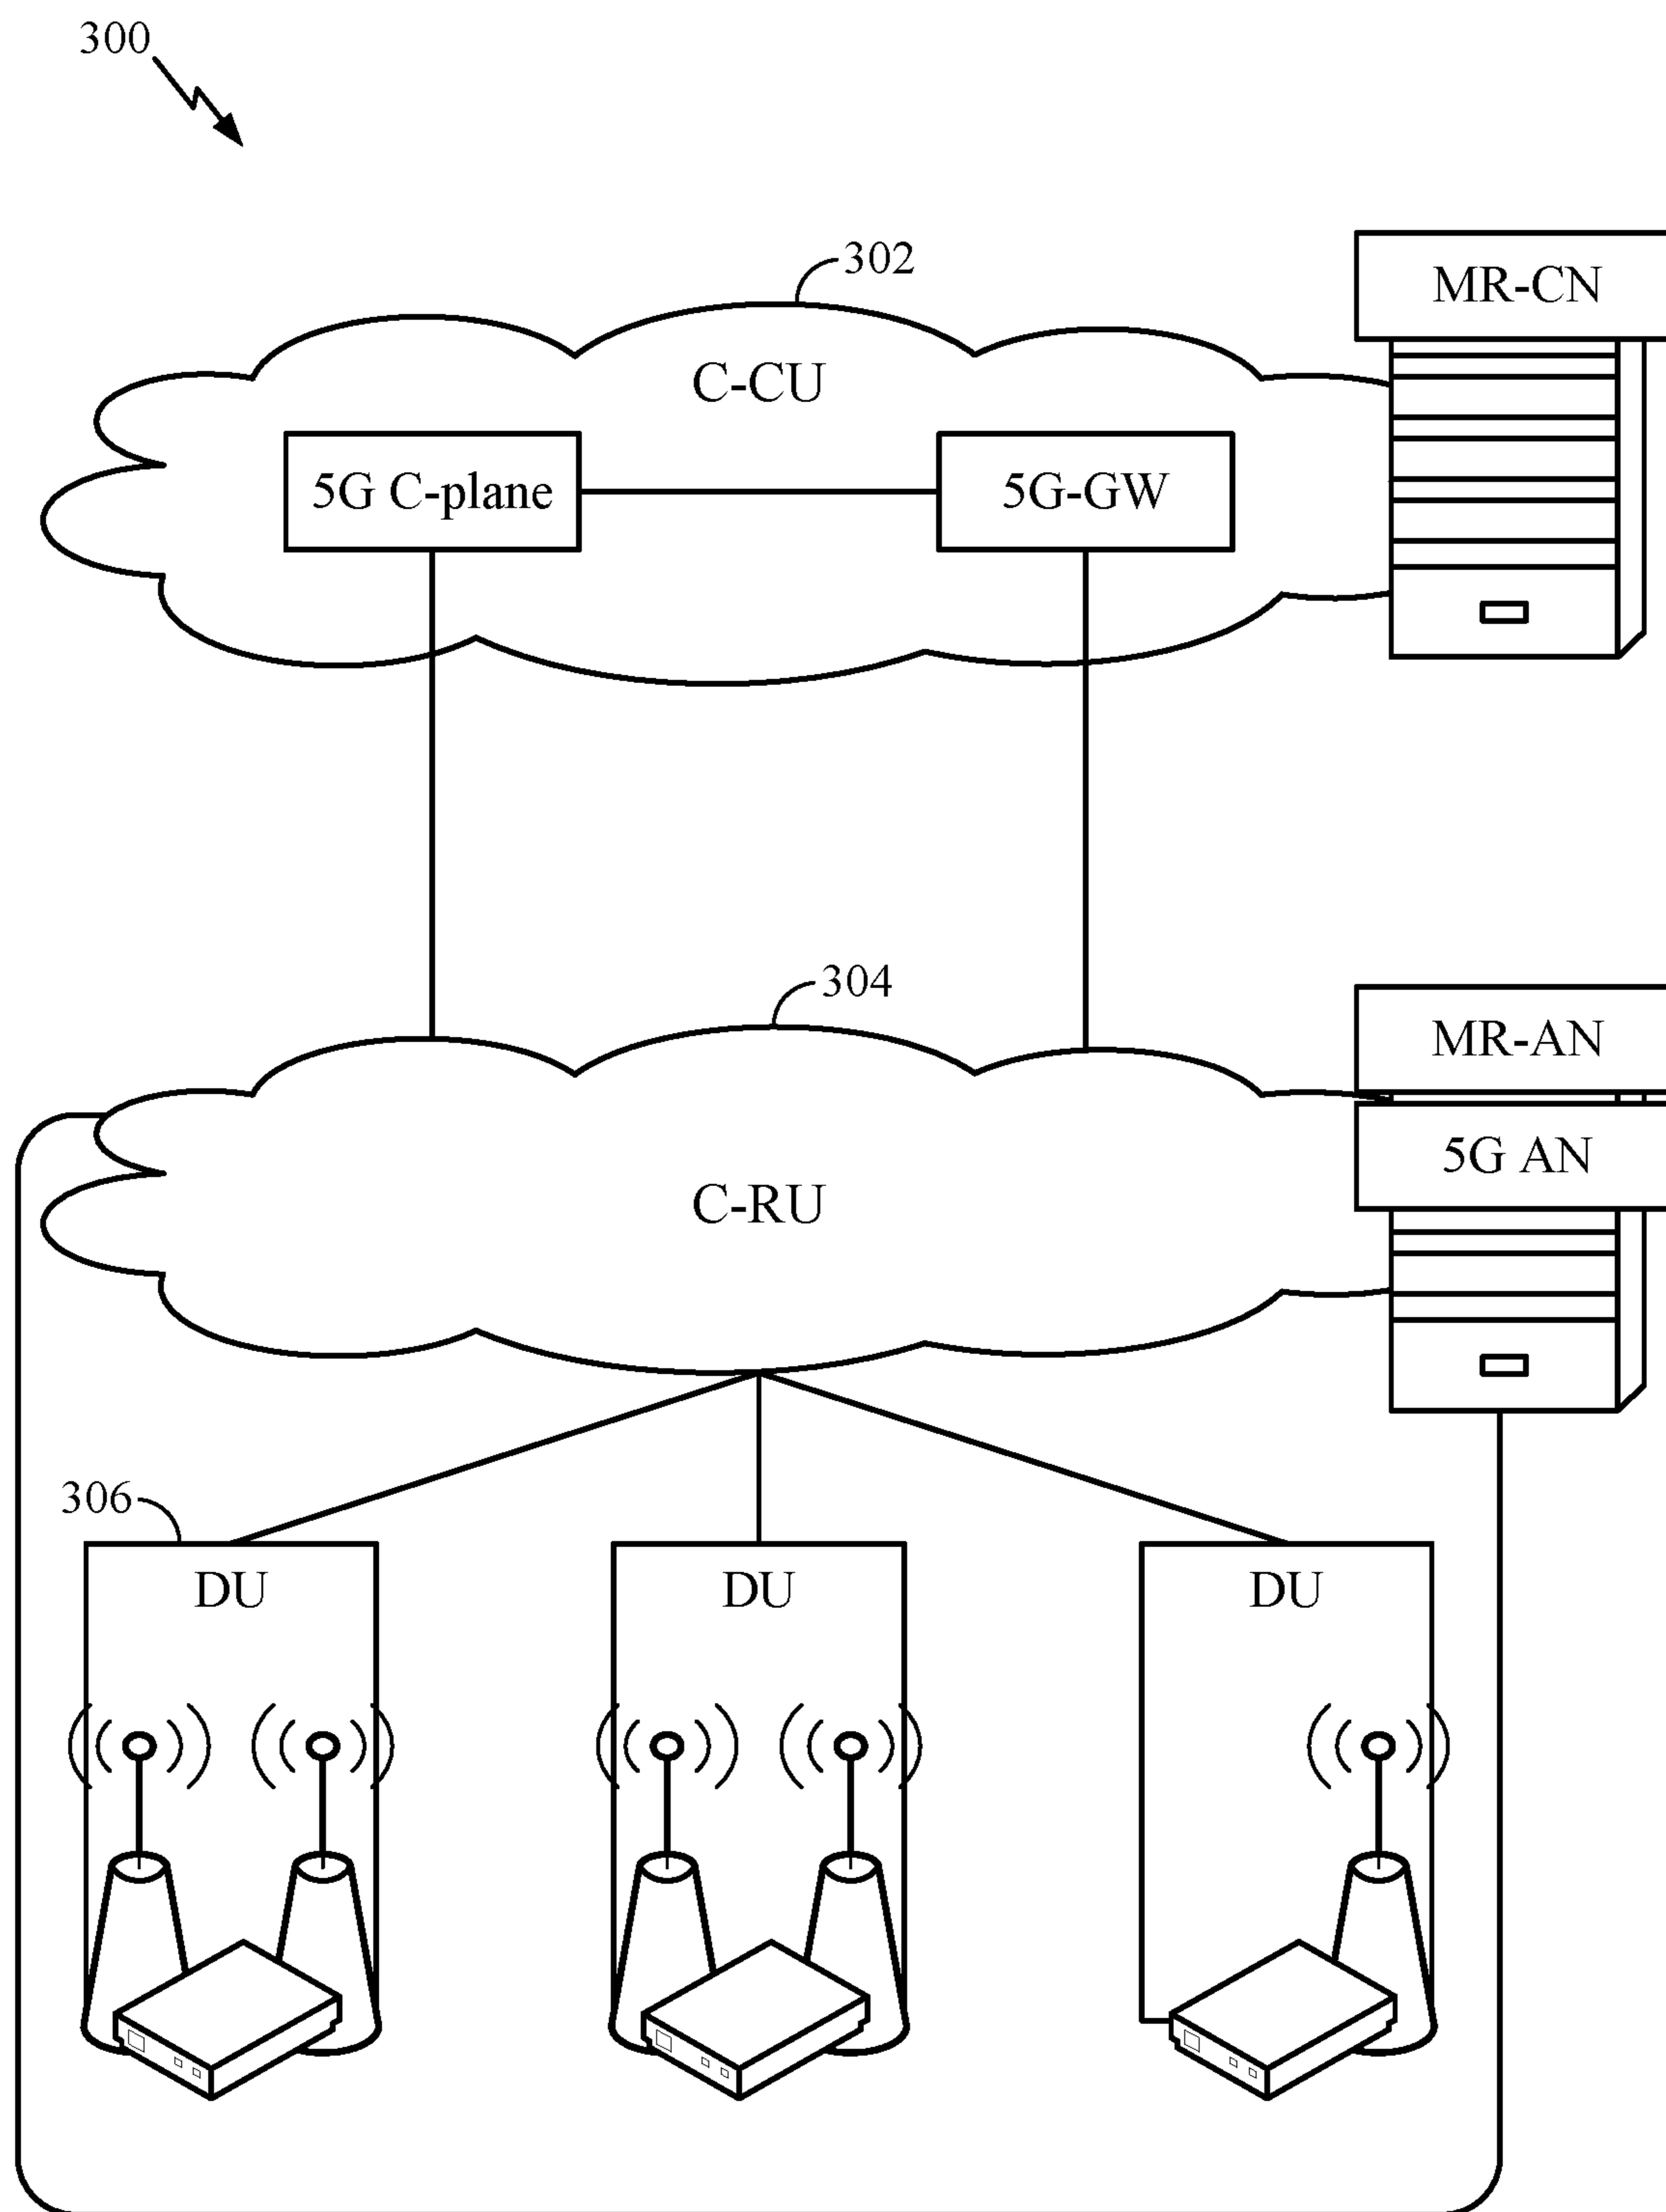 300
302
MR-CN
C-CU
5G C-plane
5G-GW
304
MR-AN
5G AN
C-RU
306
DU
DU
DU